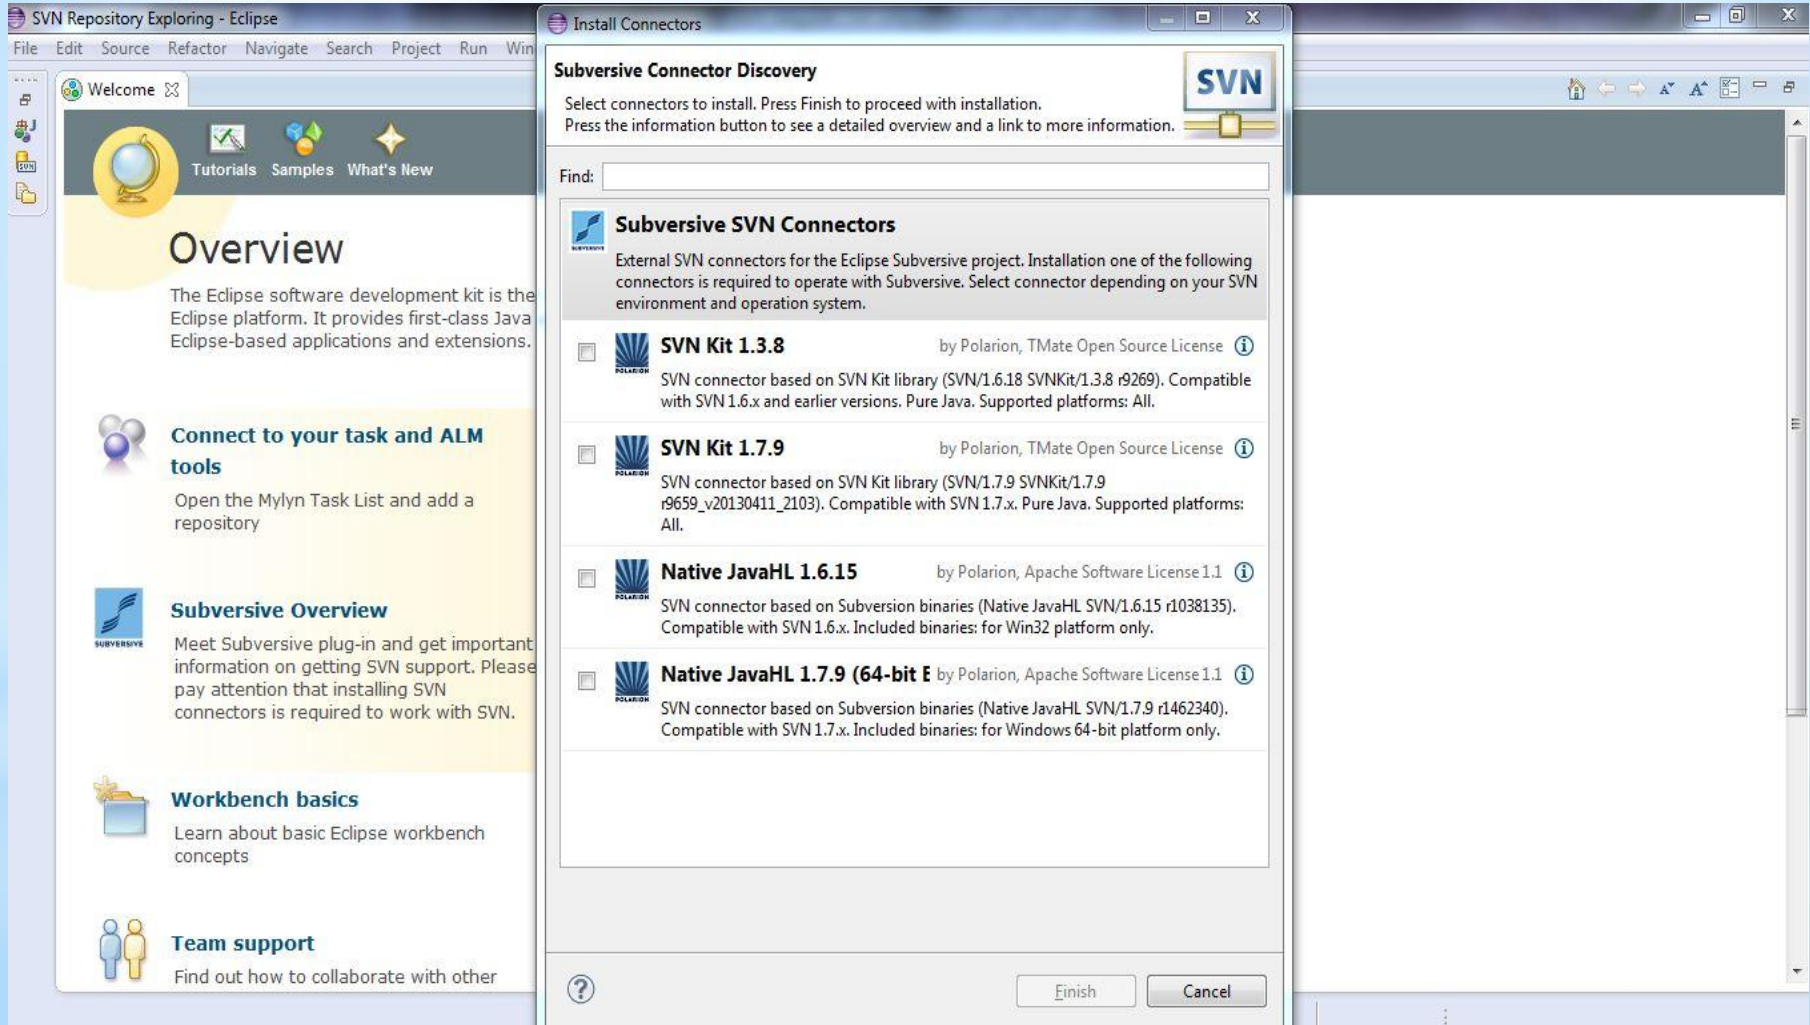 SVN Repository Exploring - Eclipse
File Edit Source Refactor Navigate Search Project Run Win
Welcome
Tutorials Samples What's New
Overview
The Eclipse software development kit is the
Eclipse platform. It provides first-class Java
Eclipse-based applications and extensions.
Connect to your task and ALM
tools
Open the Mylyn Task List and add a
repository
SUBVERSIVE
Subversive Overview
Meet Subversive plug-in and get important
information on getting SVN support. Please
pay attention that installing SVN
connectors is required to work with SVN.
Workbench basics
Learn about basic Eclipse workbench
concepts
Team support
Find out how to collaborate with other
Install Connectors
Subversive Connector Discovery
Select connectors to install. Press Finish to proceed with installation.
Press the information button to see a detailed overview and a link to more information.
SVN
Find:
SUBVERSIVE
Subversive SVN Connectors
External SVN connectors for the Eclipse Subversive project. Installation one of the following
connectors is required to operate with Subversive. Select connector depending on your SVN
environment and operation system.
POLARION
SVN Kit 1.3.8 by Polarion, TMate Open Source License
SVN connector based on SVN Kit library (SVN/1.6.18 SVNKit/1.3.8 r9269). Compatible
with SVN 1.6.x and earlier versions. Pure Java. Supported platforms: All.
POLARION
SVN Kit 1.7.9 by Polarion, TMate Open Source License
SVN connector based on SVN Kit library (SVN/1.7.9 SVNKit/1.7.9
r9659_v20130411_2103). Compatible with SVN 1.7.x. Pure Java. Supported platforms:
All.
POLARION
Native JavaHL 1.6.15 by Polarion, Apache Software License 1.1
SVN connector based on Subversion binaries (Native JavaHL SVN/1.6.15 r1038135).
Compatible with SVN 1.6.x. Included binaries: for Win32 platform only.
POLARION
Native JavaHL 1.7.9 (64-bit E by Polarion, Apache Software License 1.1
SVN connector based on Subversion binaries (Native JavaHL SVN/1.7.9 r1462340).
Compatible with SVN 1.7.x. Included binaries: for Windows 64-bit platform only.
Finish Cancel